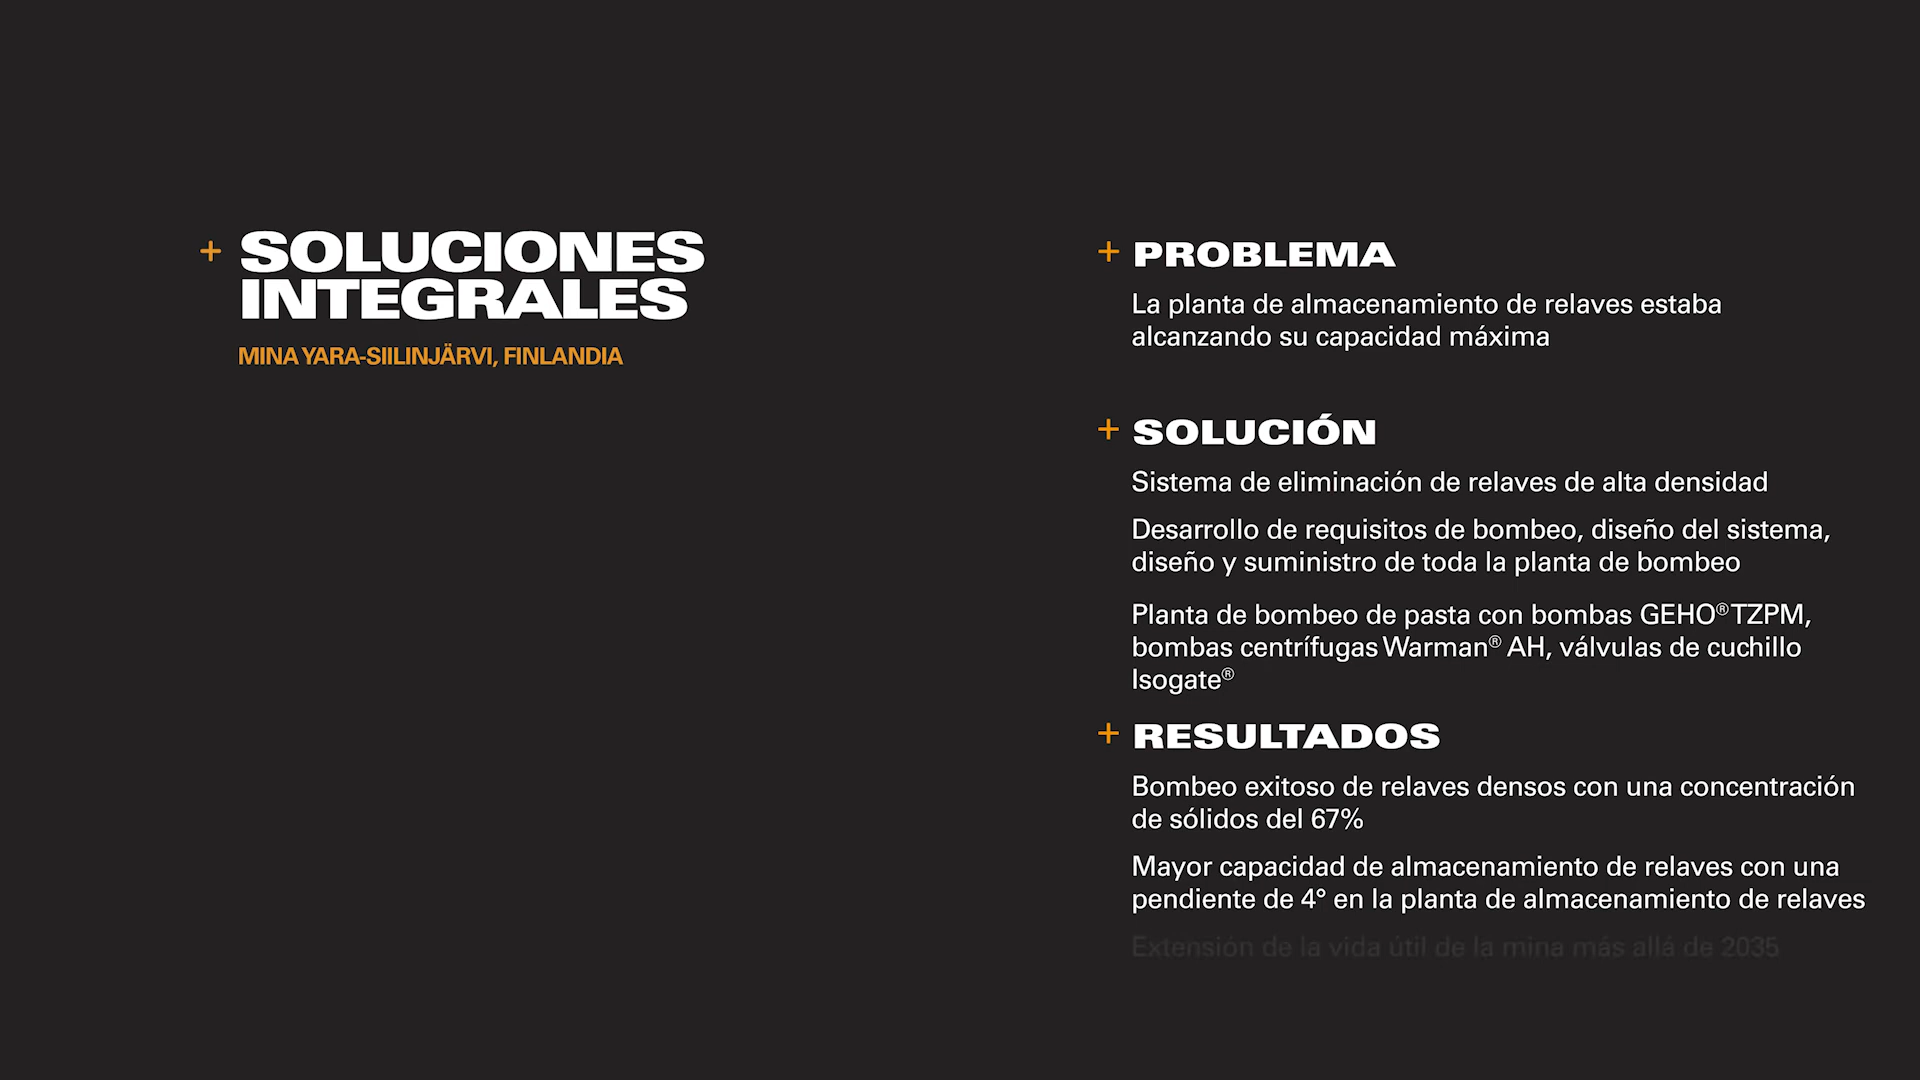 + SOLUCIONES
INTEGRALES
MINA YARA-SIILINJÄRVI, FINLANDIA
+ PROBLEMA
La planta de almacenamiento de relaves estaba
alcanzando su capacidad máxima
+ SOLUCIÓN
Sistema de eliminación de relaves de alta densidad
Desarrollo de requisitos de bombeo, diseño del sistema,
diseño y suministro de toda la planta de bombeo
Planta de bombeo de pasta con bombas GEHO® TZPM,
bombas centrífugas Warman® AH, válvulas de cuchillo
Isogate®
+ RESULTADOS
Bombeo exitoso de relaves densos con una concentración
de sólidos del 67%
Mayor capacidad de almacenamiento de relaves con una
pendiente de 4° en la planta de almacenamiento de relaves
Extensión de la vida útil de la mina más allá de 2035